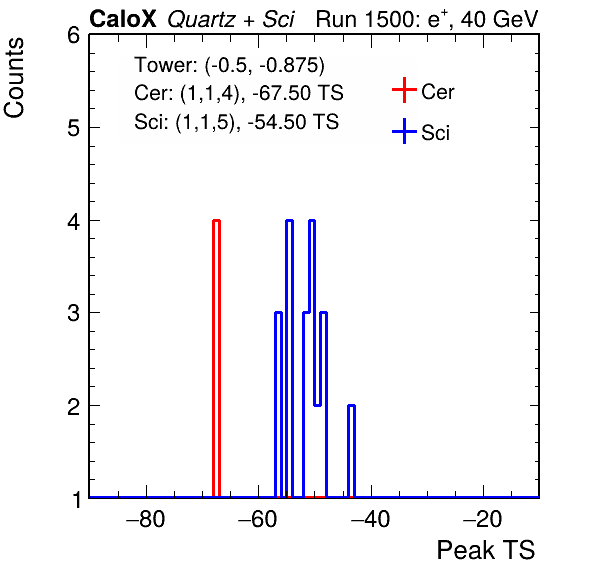 CaloX Quartz + Sci Run 1500: e⁺, 40 GeV
Counts
6
5
4
3
2
1
Tower: (-0.5, -0.875)
Cer: (1,1,4), -67.50 TS
Sci: (1,1,5), -54.50 TS
Cer
Sci
−80 −60 −40 −20
Peak TS